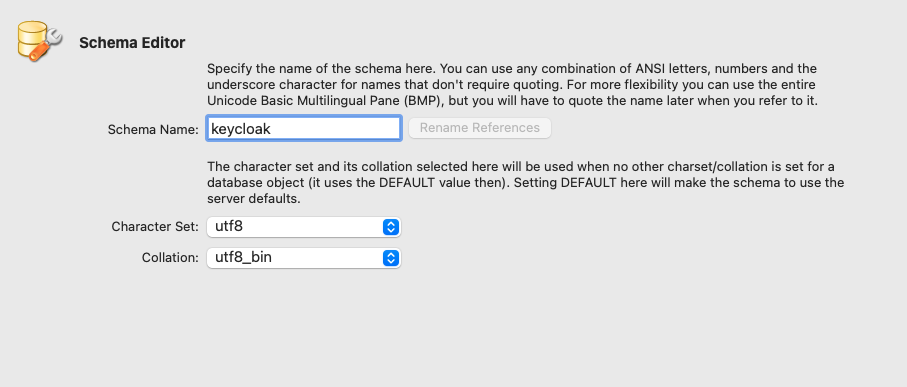 Schema Editor
Specify the name of the schema here. You can use any combination of ANSI letters, numbers and the
underscore character for names that don't require quoting. For more flexibility you can use the entire
Unicode Basic Multilingual Pane (BMP), but you will have to quote the name later when you refer to it.
Schema Name: keycloak Rename References
The character set and its collation selected here will be used when no other charset/collation is set for a
database object (it uses the DEFAULT value then). Setting DEFAULT here will make the schema to use the
server defaults.
Character Set: utf8
Collation: utf8_bin